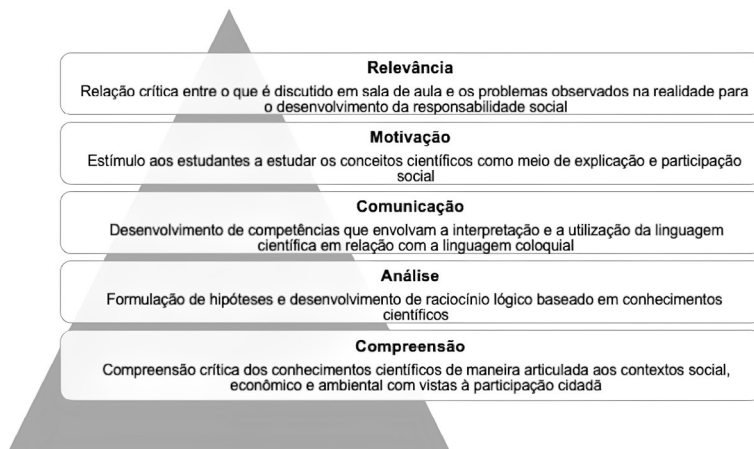 Relevância
Relação crítica entre o que é discutido em sala de aula e os problemas observados na realidade para
o desenvolvimento da responsabilidade social
Motivação
Estímulo aos estudantes a estudar os conceitos científicos como meio de explicação e participação
social
Comunicação
Desenvolvimento de competências que envolvam a interpretação e a utilização da linguagem
científica em relação com a linguagem coloquial
Análise
Formulação de hipóteses e desenvolvimento de raciocínio lógico baseado em conhecimentos
científicos
Compreensão
Compreensão crítica dos conhecimentos científicos de maneira articulada aos contextos social,
econômico e ambiental com vistas à participação cidadã